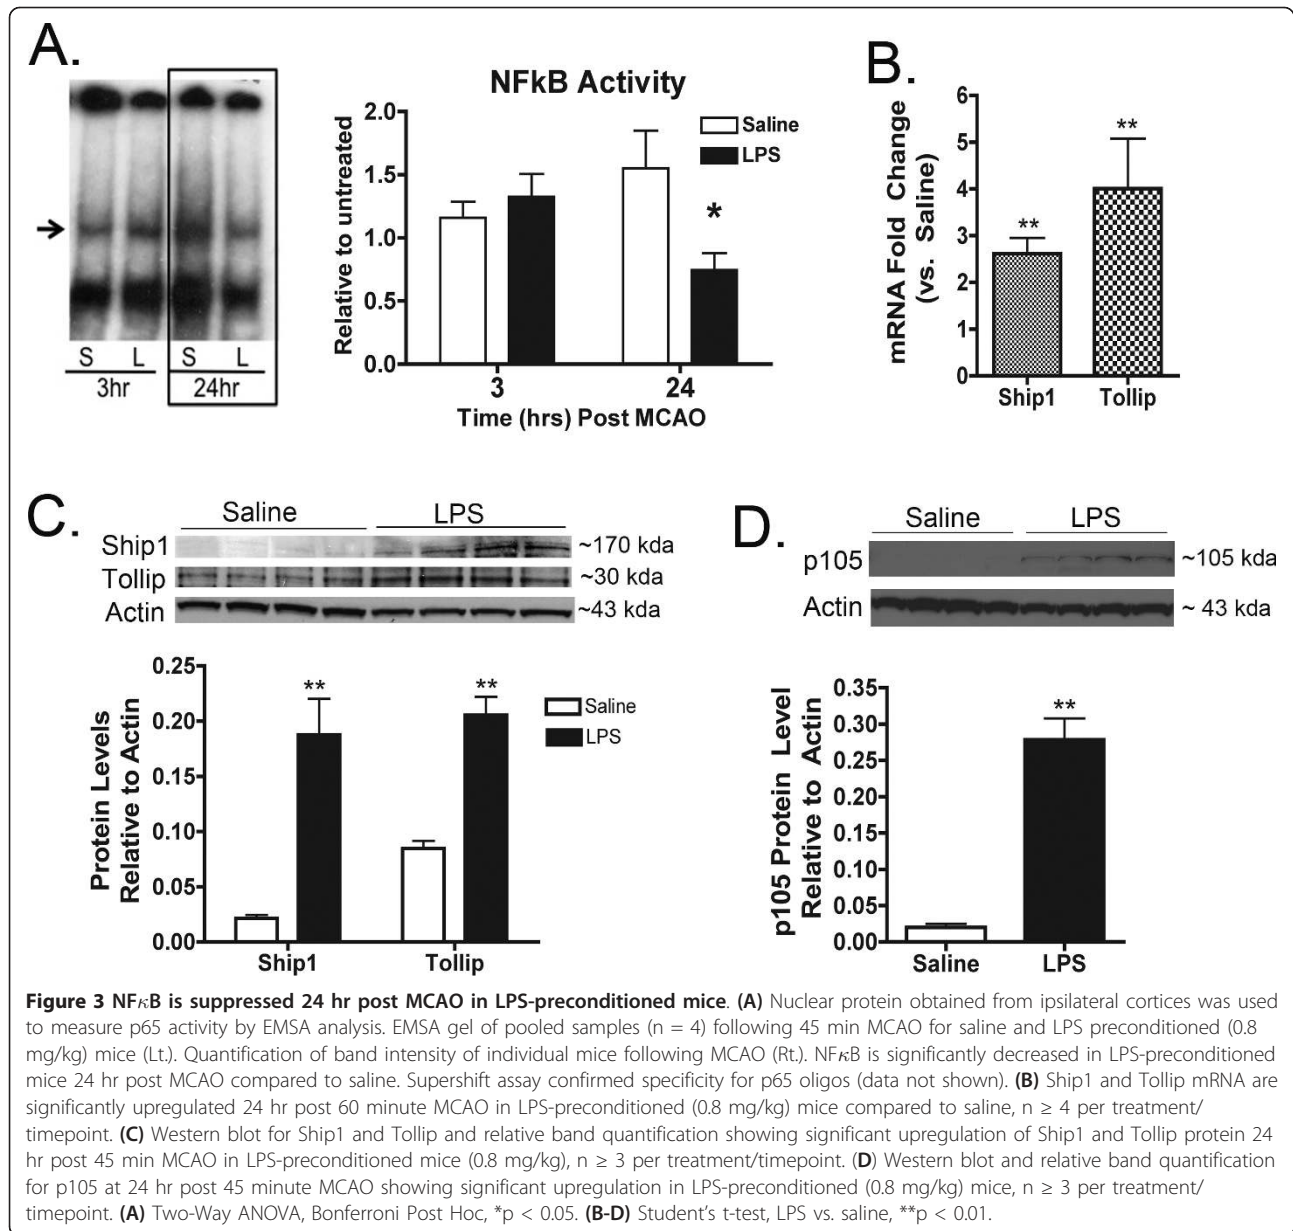 A.
S L S L
3hr 24hr
NFkB Activity
Relative to untreated
2.0
1.5
1.0
0.5
0.0
Saline
LPS
*
3 24
Time (hrs) Post MCAO
B.
mRNA Fold Change
(vs. Saline)
6
5
4
3
2
1
0
**
**
Ship1 Tollip
C.
Saline LPS
Ship1 ~170 kda
Tollip ~30 kda
Actin ~43 kda
Protein Levels
Relative to Actin
0.25
0.20
0.15
0.10
0.05
0.00
** **
Saline
LPS
Ship1 Tollip
D.
Saline LPS
p105 ~105 kda
Actin ~ 43 kda
p105 Protein Level
Relative to Actin
0.35
0.30
0.25
0.20
0.15
0.10
0.05
0.00
**
Saline LPS
Figure 3 NFκB is suppressed 24 hr post MCAO in LPS-preconditioned mice. (A) Nuclear protein obtained from ipsilateral cortices was used
to measure p65 activity by EMSA analysis. EMSA gel of pooled samples (n = 4) following 45 min MCAO for saline and LPS preconditioned (0.8
mg/kg) mice (Lt.). Quantification of band intensity of individual mice following MCAO (Rt.). NFκB is significantly decreased in LPS-preconditioned
mice 24 hr post MCAO compared to saline. Supershift assay confirmed specificity for p65 oligos (data not shown). (B) Ship1 and Tollip mRNA are
significantly upregulated 24 hr post 60 minute MCAO in LPS-preconditioned (0.8 mg/kg) mice compared to saline, n ≥ 4 per treatment/
timepoint. (C) Western blot for Ship1 and Tollip and relative band quantification showing significant upregulation of Ship1 and Tollip protein 24
hr post 45 min MCAO in LPS-preconditioned mice (0.8 mg/kg), n ≥ 3 per treatment/timepoint. (D) Western blot and relative band quantification
for p105 at 24 hr post 45 minute MCAO showing significant upregulation in LPS-preconditioned (0.8 mg/kg) mice, n ≥ 3 per treatment/
timepoint. (A) Two-Way ANOVA, Bonferroni Post Hoc, *p < 0.05. (B-D) Student's t-test, LPS vs. saline, **p < 0.01.